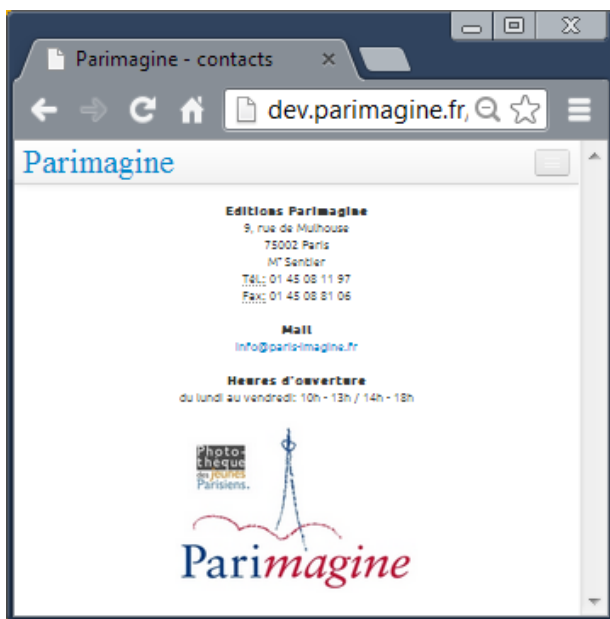 Parimagine - contacts
dev.parimagine.fr/
Parimagine
Editions Parimagine
9, rue de Mulhouse
75002 Paris
M° Sentier
Tél.: 01 45 08 11 97
Fax: 01 45 08 81 06
Mail
info@paris-imagine.fr
Heures d'ouverture
du lundi au vendredi: 10h - 13h / 14h - 18h
Photo-
thèque
des Jeunes
Parisiens.
Parimagine